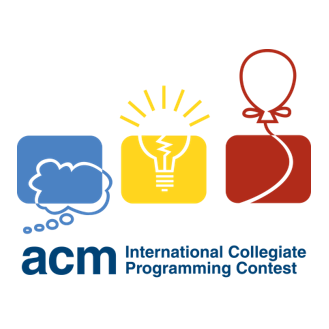 acm International Collegiate
Programming Contest